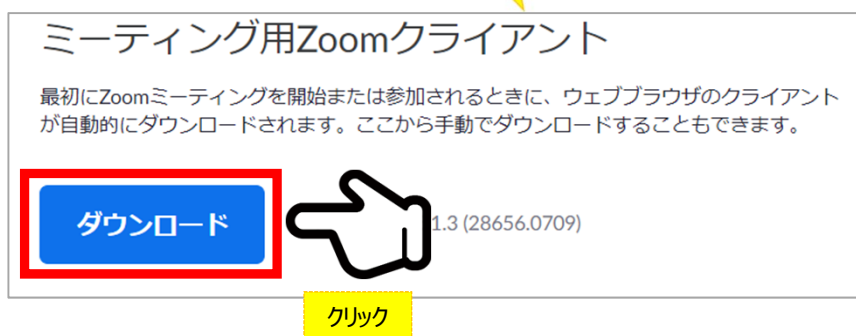 ミーティング用Zoomクライアント
最初にZoomミーティングを開始または参加されるときに、ウェブブラウザのクライアント
が自動的にダウンロードされます。ここから手動でダウンロードすることもできます。
ダウンロード
1.3 (28656.0709)
クリック